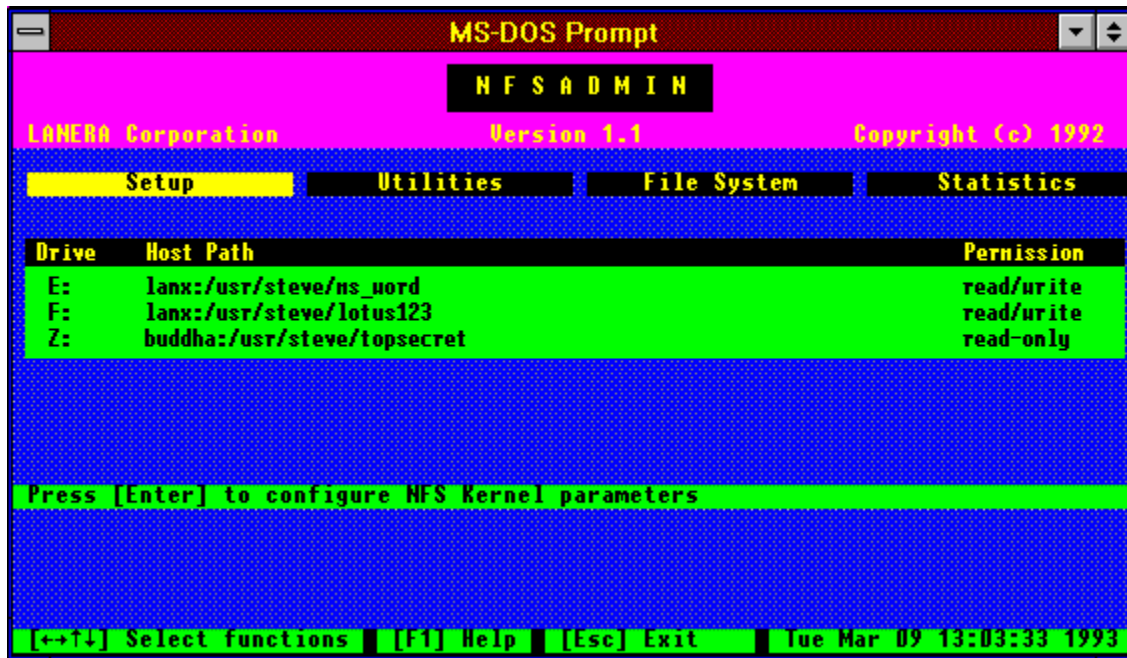 MS-DOS Prompt
N F S A D M I N
LANERA Corporation Version 1.1 Copyright (c) 1992
Setup Utilities File System Statistics
Drive Host Path Permission
E: lanx:/usr/steve/ms_word read/write
F: lanx:/usr/steve/lotus123 read/write
Z: buddha:/usr/steve/topsecret read-only
Press [Enter] to configure NFS Kernel parameters
[←→↑↓] Select functions [F1] Help [Esc] Exit Tue Mar 09 13:03:33 1993